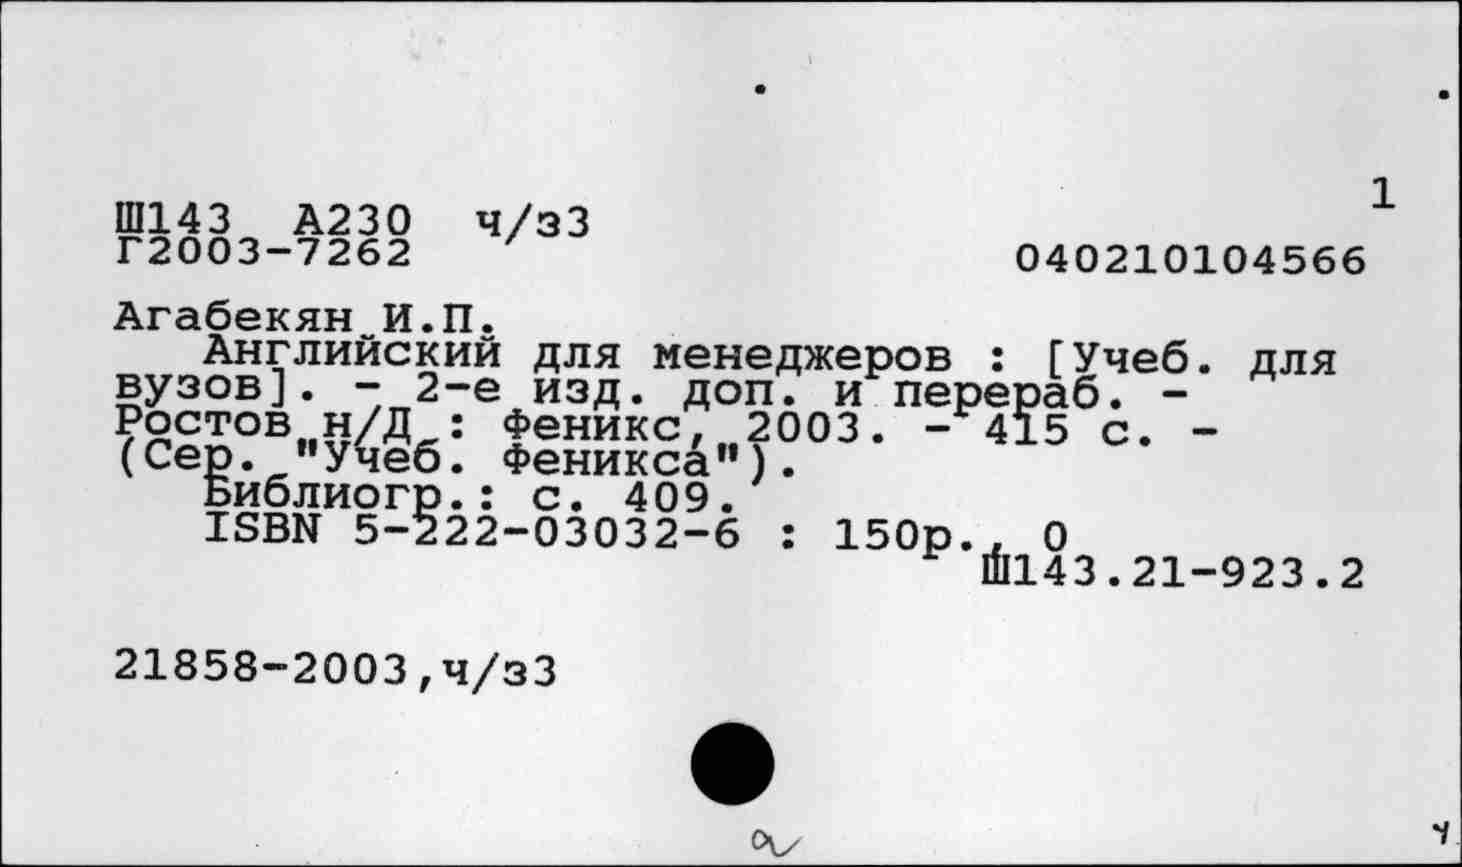 1
Ш143 А230 ч/з3
Г2003-7262 040210104566
Агабекян И.П.
Английский для менеджеров : [Учеб. для
вузов]. - 2-е изд. доп. и перераб. -
Ростов н/Д : Феникс, 2003. - 415 с. -
(Сер. "Учеб. Феникса").
Библиогр.: с. 409.
ISBN 5-222-03032-6 : 150р., 0
Ш143.21-923.2
21858-2003,ч/з3